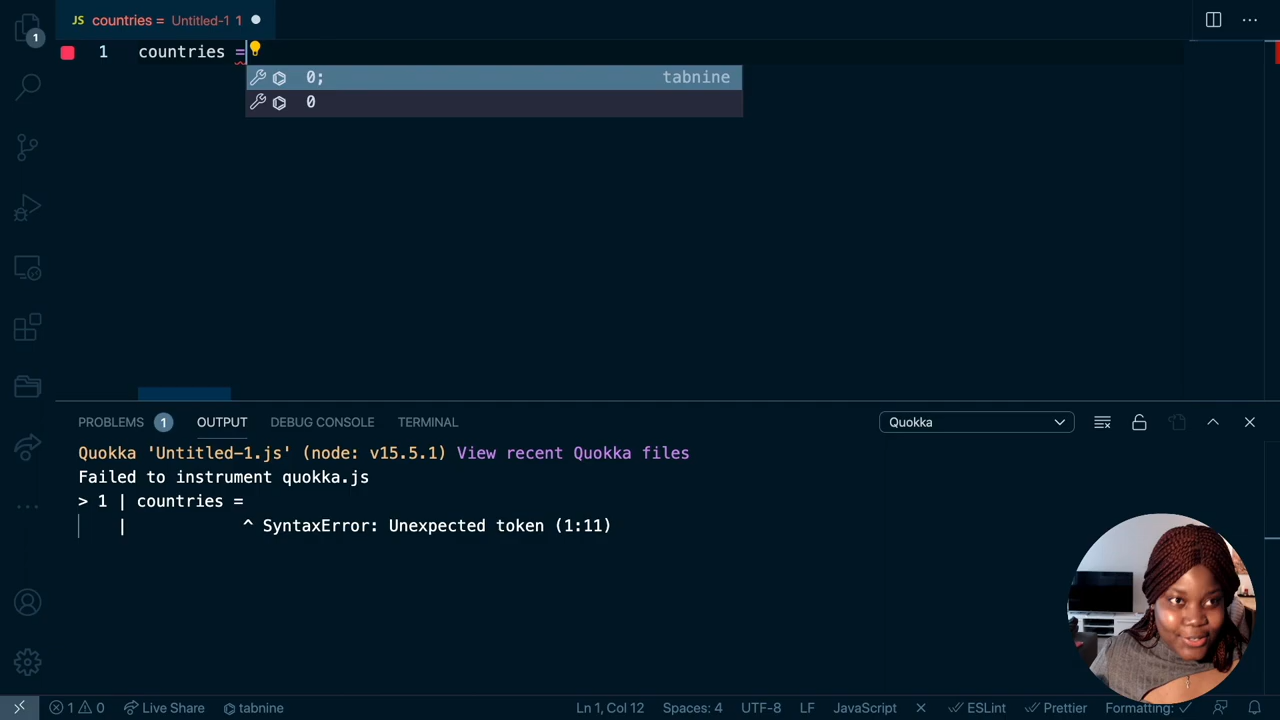 JS countries = Untitled-1 1
1
1 countries =
0; tabnine
0
PROBLEMS 1 OUTPUT DEBUG CONSOLE TERMINAL Quokka
Quokka 'Untitled-1.js' (node: v15.5.1) View recent Quokka files
Failed to instrument quokka.js
> 1 | countries =
| ^ SyntaxError: Unexpected token (1:11)
1 0 Live Share tabnine Ln 1, Col 12 Spaces: 4 UTF-8 LF JavaScript ESLint Prettier Formatting: